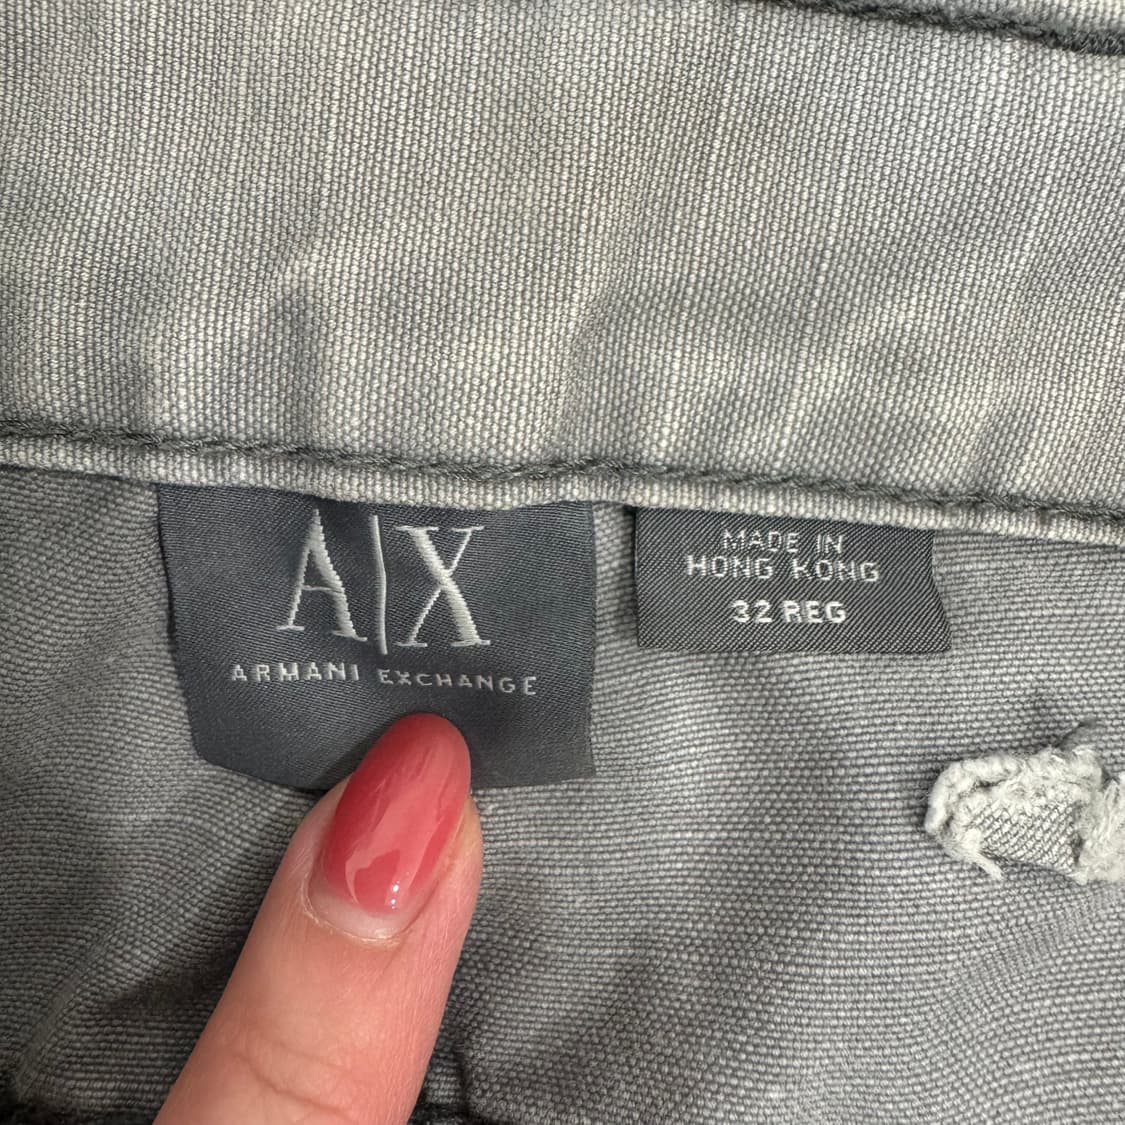 A|X
ARMANI EXCHANGE
MADE IN
HONG KONG
32 REG